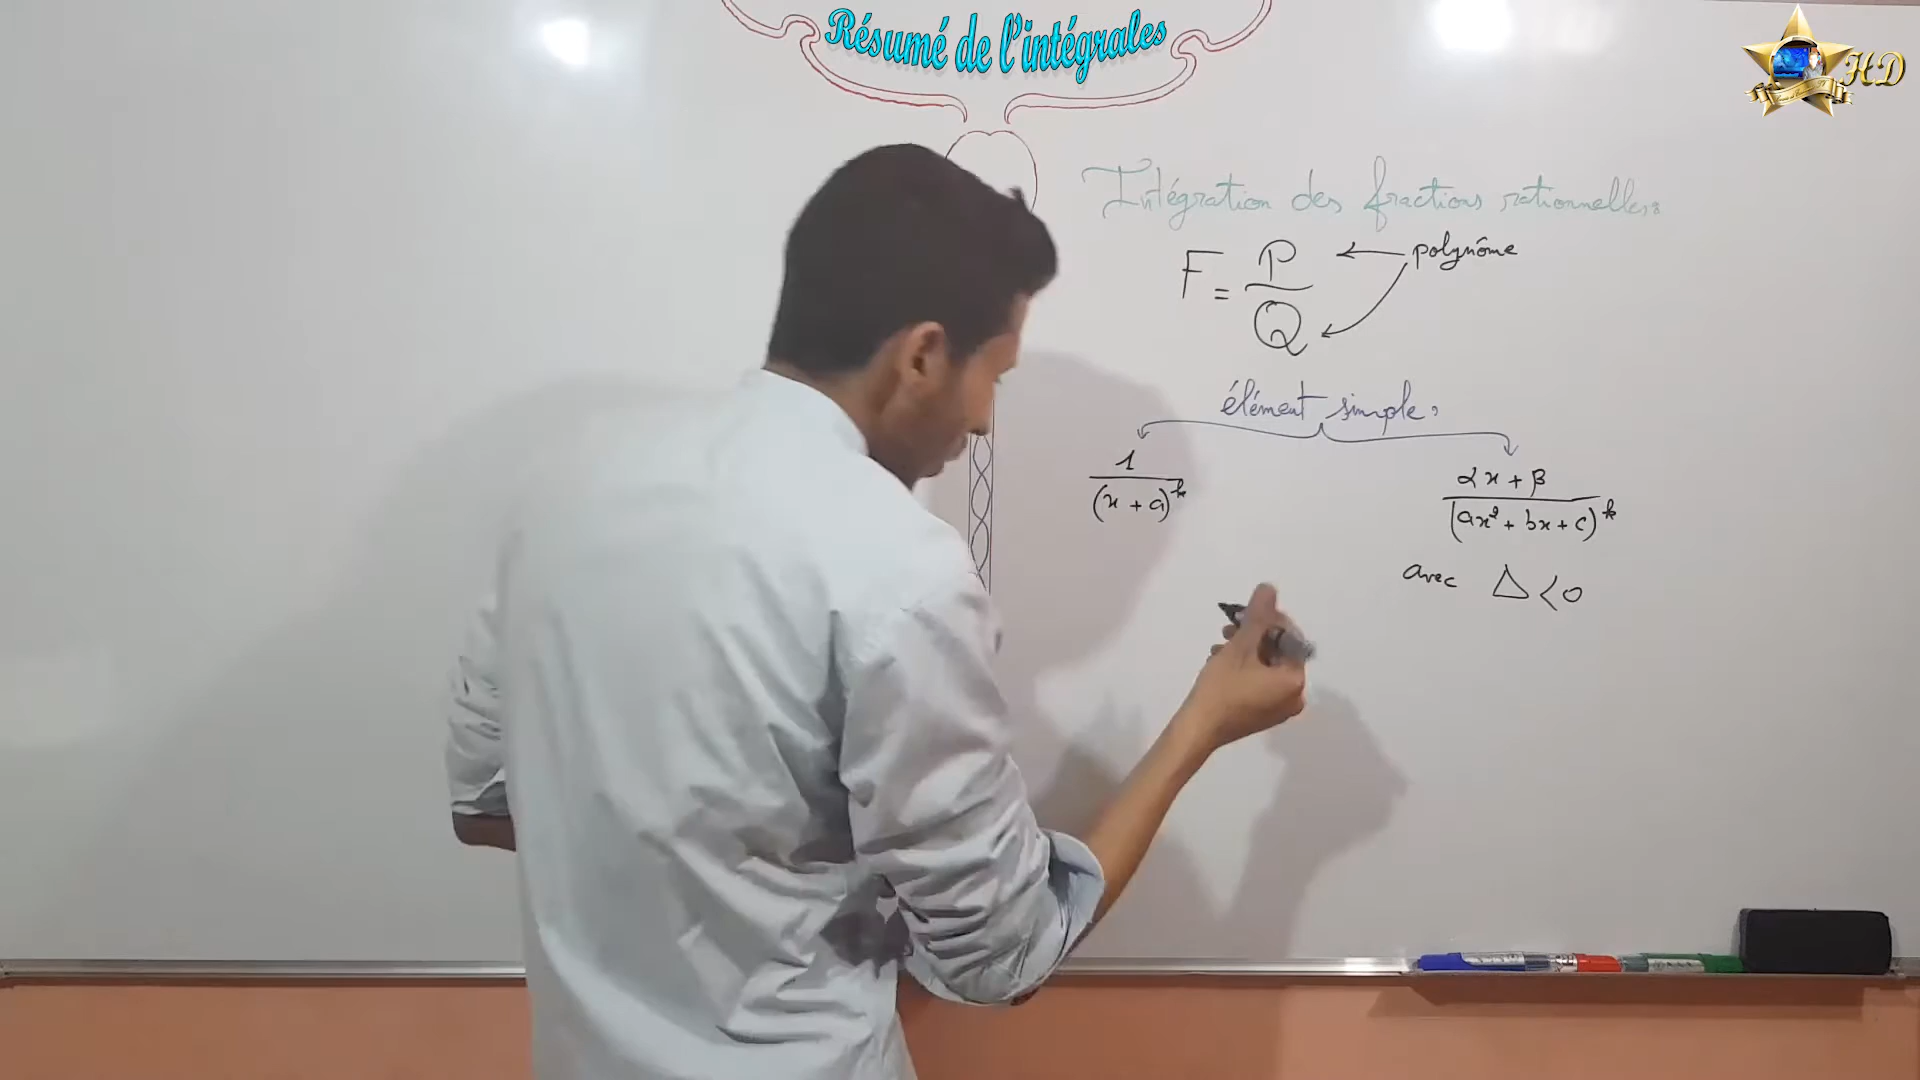 Résumé de l'intégrales
HD
Intégration des fractions rationnelles:
F = P/Q ← polynôme
élément simple:
1/(x + a)^k
αx + β/(ax² + bx + c)^k
avec Δ < 0